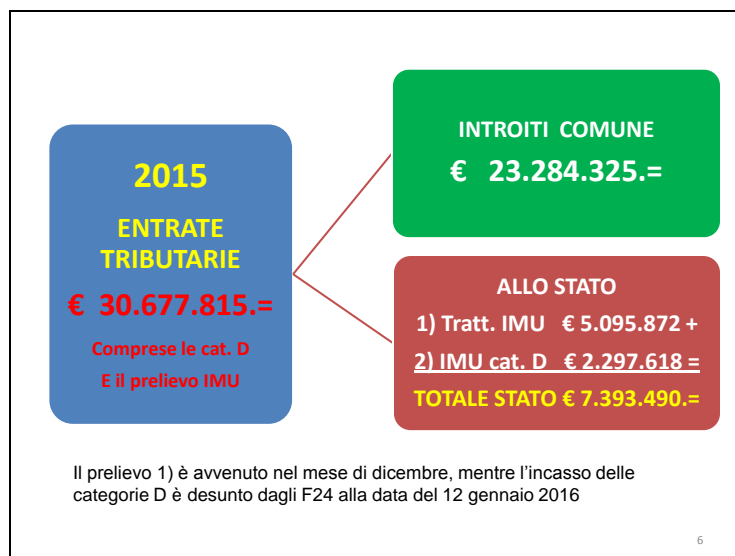 2015
ENTRATE
TRIBUTARIE
€ 30.677.815.=
Comprese le cat. D
E il prelievo IMU
INTROITI COMUNE
€ 23.284.325.=
ALLO STATO
1) Tratt. IMU € 5.095.872 +
2) IMU cat. D € 2.297.618 =
TOTALE STATO € 7.393.490.=
Il prelievo 1) è avvenuto nel mese di dicembre, mentre l'incasso delle
categorie D è desunto dagli F24 alla data del 12 gennaio 2016
6